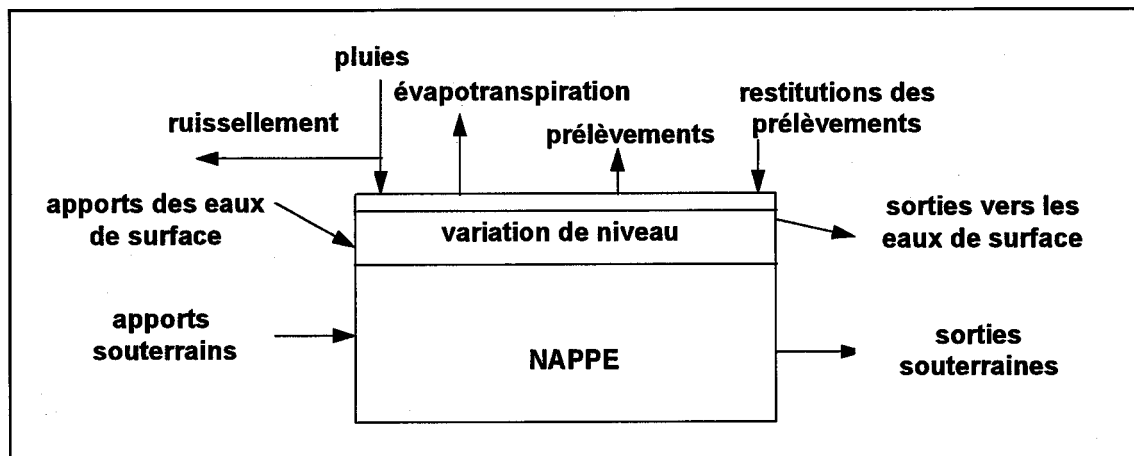 pluies
évapotranspiration
restitutions des
prélèvements
ruissellement
prélèvements
apports des eaux
de surface
variation de niveau
sorties vers les
eaux de surface
apports
souterrains
NAPPE
sorties
souterraines